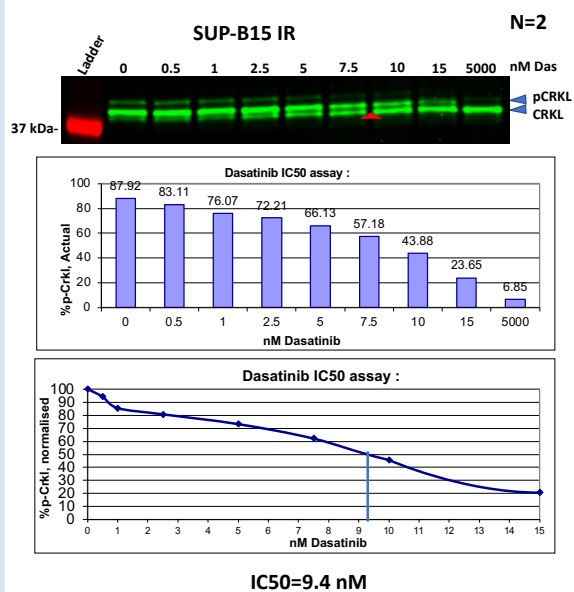 SUP-B15 IR
N=2
Ladder
0 0.5 1 2.5 5 7.5 10 15 5000 nM Das
pCRKL
CRKL
37 kDa-
Dasatinib IC50 assay :
%p-Crkl, Actual
100
80
60
40
20
0
87.92 83.11 76.07 72.21 66.13 57.18 43.88 23.65 6.85
0 0.5 1 2.5 5 7.5 10 15 5000
nM Dasatinib
Dasatinib IC50 assay :
%p-Crkl, normalised
100
90
80
70
60
50
40
30
20
10
0
0 1 2 3 4 5 6 7 8 9 10 11 12 13 14 15
nM Dasatinib
IC50=9.4 nM